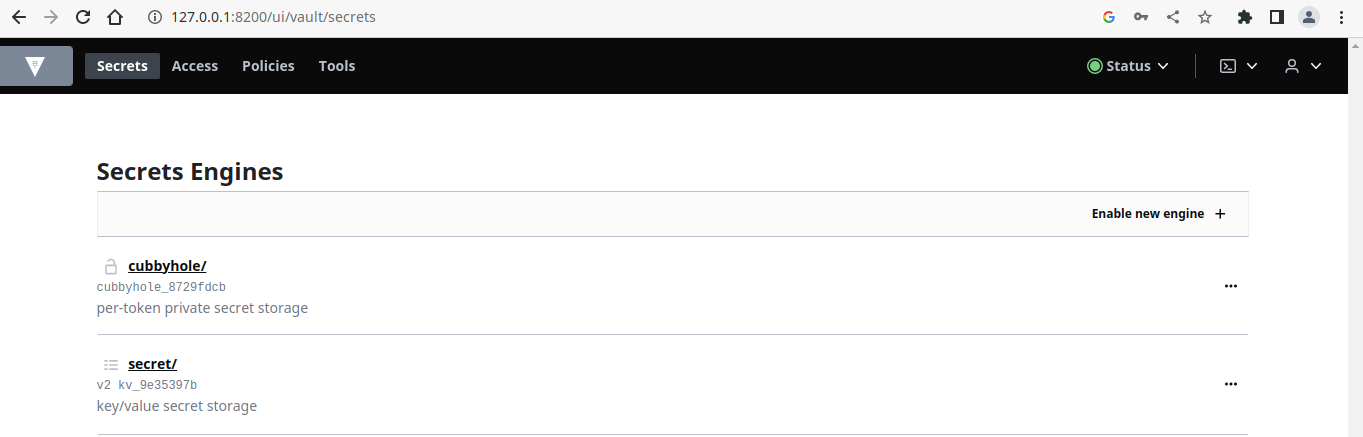 127.0.0.1:8200/ui/vault/secrets
Secrets Access Policies Tools Status
Secrets Engines
Enable new engine +
cubbyhole/
cubbyhole_8729fdcb
per-token private secret storage
secret/
v2 kv_9e35397b
key/value secret storage